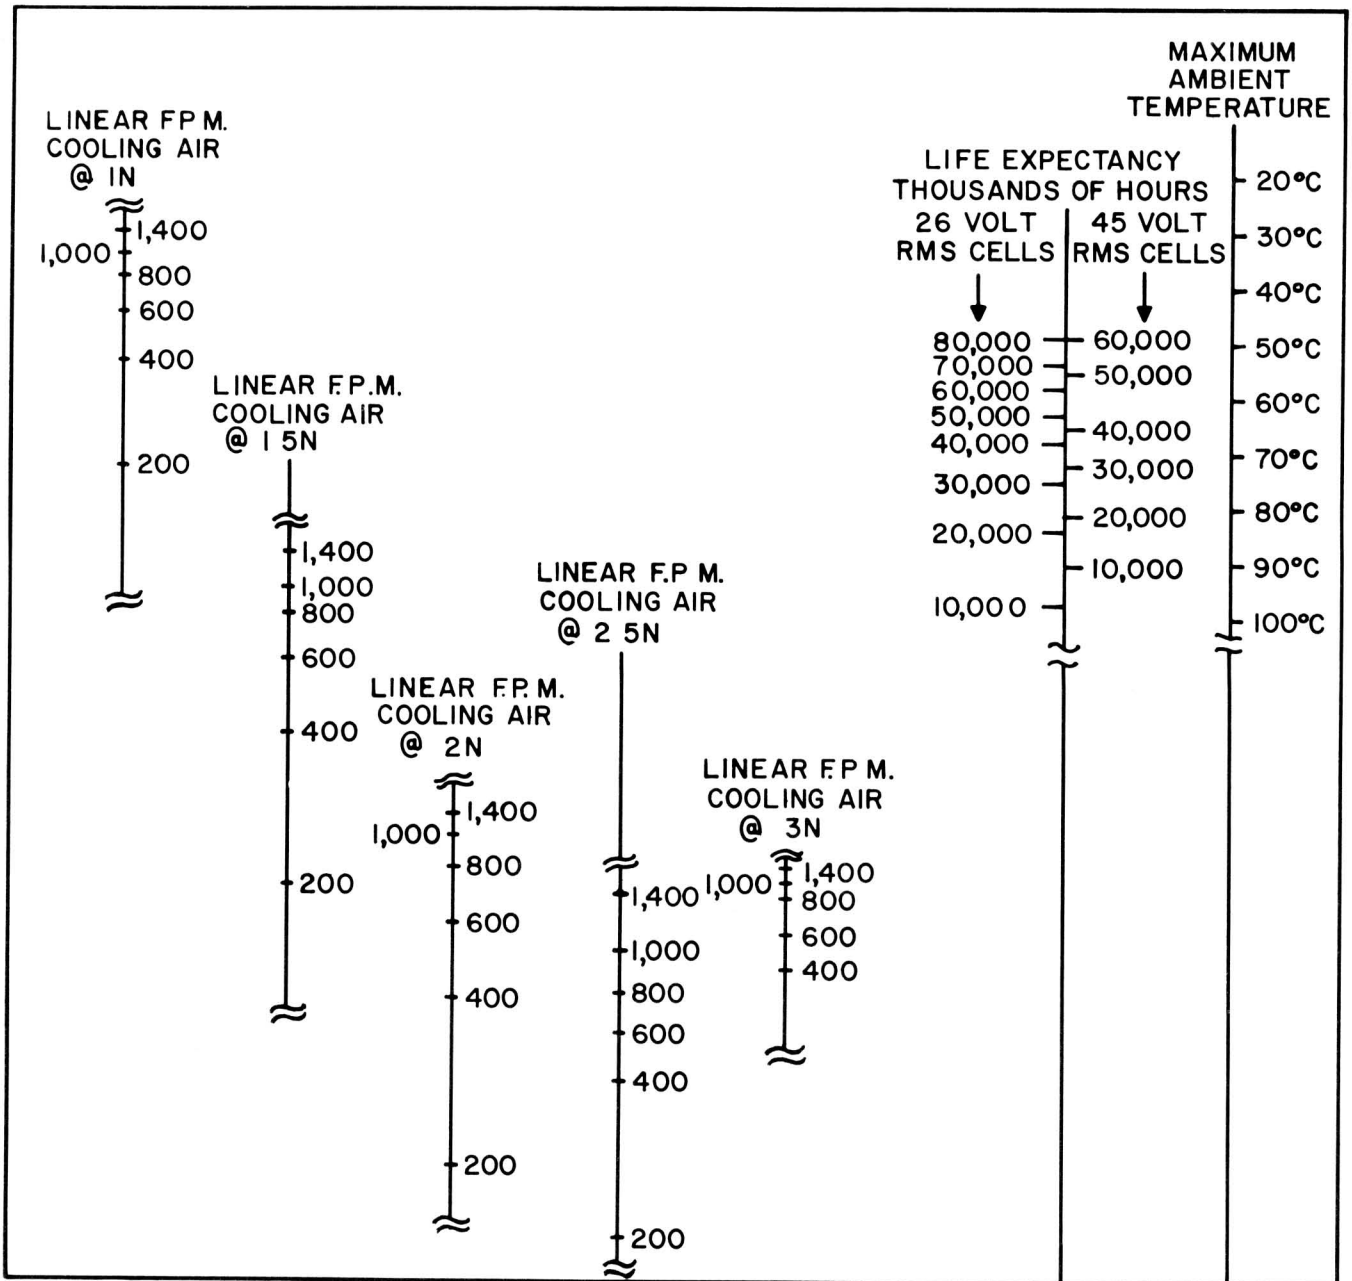 LINEAR F.P M.
COOLING AIR
@ 1N
1,400
1,000
800
600
400
200
LINEAR F.P.M.
COOLING AIR
@ 1 5N
1,400
1,000
800
600
400
200
LINEAR F.P.M.
COOLING AIR
@ 2N
1,400
1,000
800
600
400
200
LINEAR F.P M.
COOLING AIR
@ 2 5N
1,400
1,000
800
600
400
200
LINEAR F.P M.
COOLING AIR
@ 3N
1,400
1,000
800
600
400
LIFE EXPECTANCY
THOUSANDS OF HOURS
26 VOLT
RMS CELLS
80,000
70,000
60,000
50,000
40,000
30,000
20,000
10,000
45 VOLT
RMS CELLS
60,000
50,000
40,000
30,000
20,000
10,000
MAXIMUM
AMBIENT
TEMPERATURE
20°C
30°C
40°C
50°C
60°C
70°C
80°C
90°C
100°C